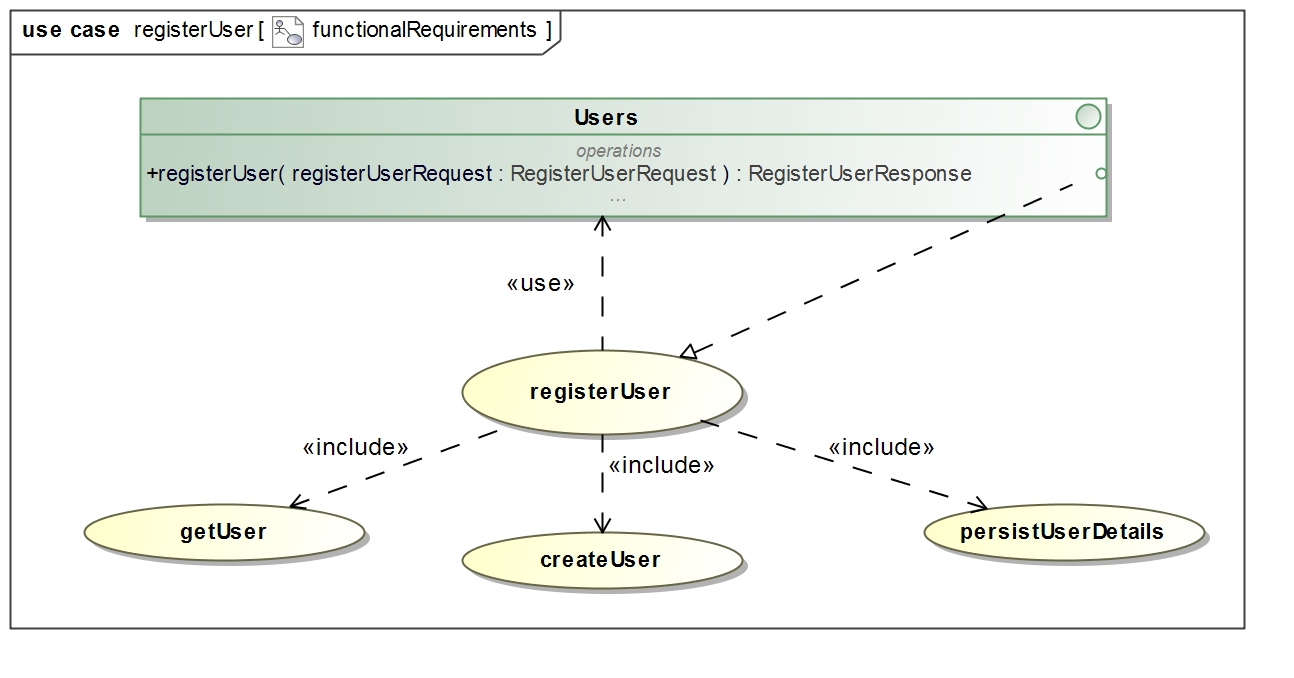 use case registerUser [ functionalRequirements ]
Users
operations
+registerUser( registerUserRequest : RegisterUserRequest ) : RegisterUserResponse
...
«use»
registerUser
«include»
«include»
«include»
getUser
createUser
persistUserDetails